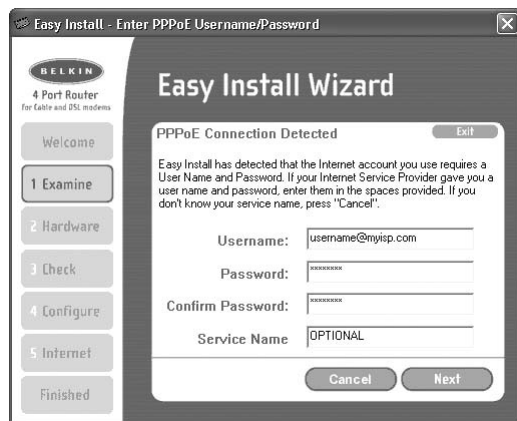 Easy Install - Enter PPPoE Username/Password
BELKIN
4 Port Router
For Cable and DSL modems
Welcome
1 Examine
2 Hardware
3 Check
4 Configure
5 Internet
Finished
Easy Install Wizard
PPPoE Connection Detected
Exit
Easy Install has detected that the Internet account you use requires a
User Name and Password. If your Internet Service Provider gave you a
user name and password, enter them in the spaces provided. If you
don't know your service name, press "Cancel".
Username: username@myisp.com
Password: ********
Confirm Password: ********
Service Name OPTIONAL
Cancel Next